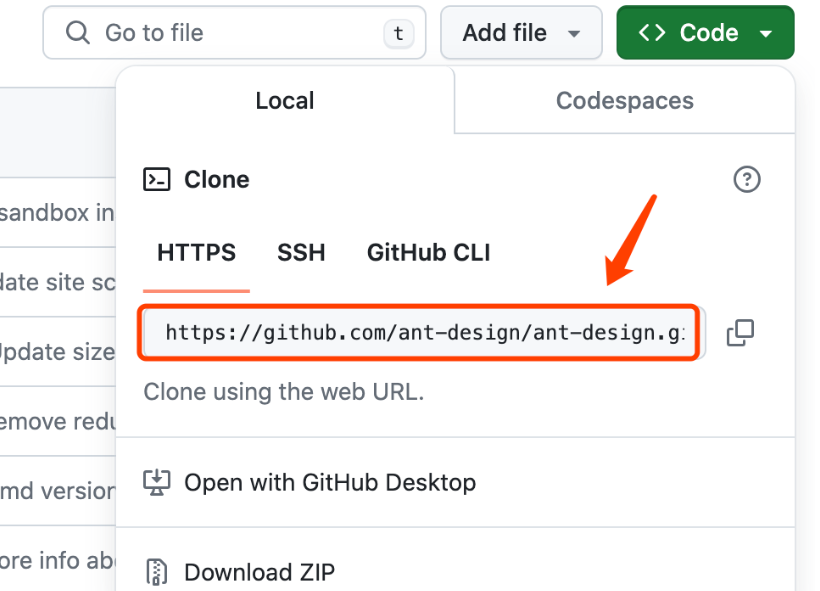 Go to file
t
Add file
Code
Local
Codespaces
Clone
?
HTTPS
SSH
GitHub CLI
https://github.com/ant-design/ant-design.g
Clone using the web URL.
Open with GitHub Desktop
Download ZIP
sandbox in
date site sc
Update size
emove redu
md version
ore info abo